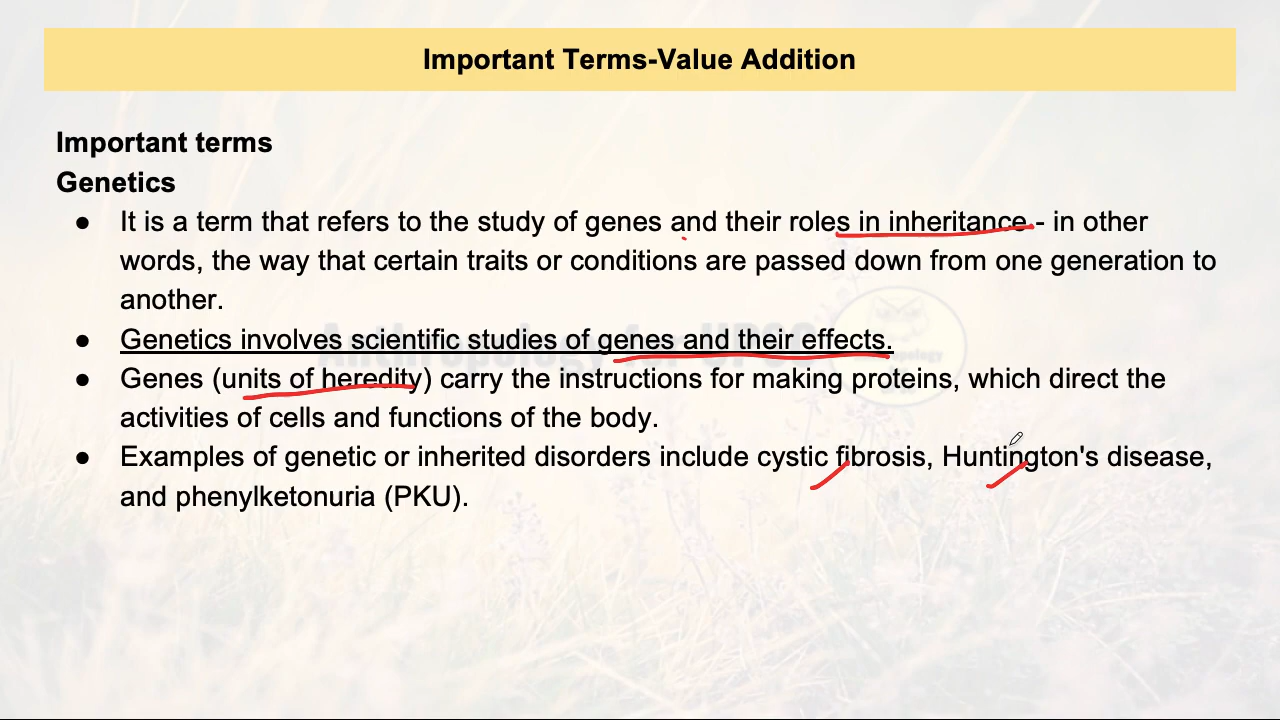 Important Terms-Value Addition
Important terms
Genetics
● It is a term that refers to the study of genes and their roles in inheritance - in other
words, the way that certain traits or conditions are passed down from one generation to
another.
● Genetics involves scientific studies of genes and their effects.
● Genes (units of heredity) carry the instructions for making proteins, which direct the
activities of cells and functions of the body.
● Examples of genetic or inherited disorders include cystic fibrosis, Huntington's disease,
and phenylketonuria (PKU).
Anthropology for UPSC